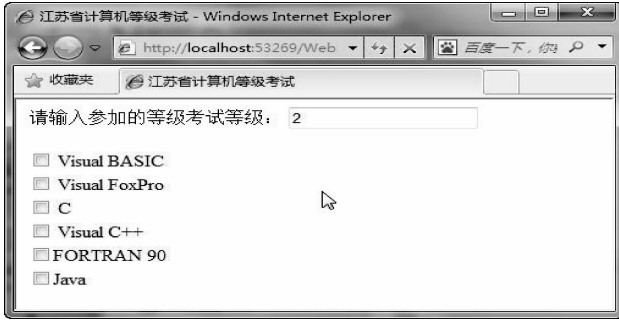 江苏省计算机等级考试 - Windows Internet Explorer
http://localhost:53269/Web
百度一下，你
收藏夹
江苏省计算机等级考试
请输入参加的等级考试等级： 2
Visual BASIC
Visual FoxPro
C
Visual C++
FORTRAN 90
Java